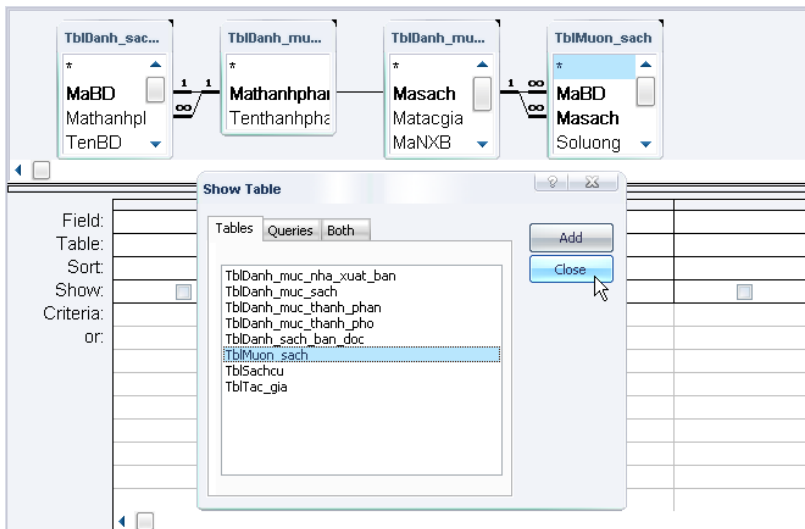 TblDanh_sac... TblDanh_mu... TblDanh_mu... TblMuon_sach
* * * *
MaBD 1 1 Mathanhphai Masach 1 ∞ MaBD
Mathanhpl ∞ Tenthanhpha Matacgia ∞ Masach
TenBD MaNXB Soluong
Show Table
Tables Queries Both
Add
Close
TblDanh_muc_nha_xuat_ban
TblDanh_muc_sach
TblDanh_muc_thanh_phan
TblDanh_muc_thanh_pho
TblDanh_sach_ban_doc
TblMuon_sach
TblSachcu
TblTac_gia
Field:
Table:
Sort:
Show:
Criteria:
or: